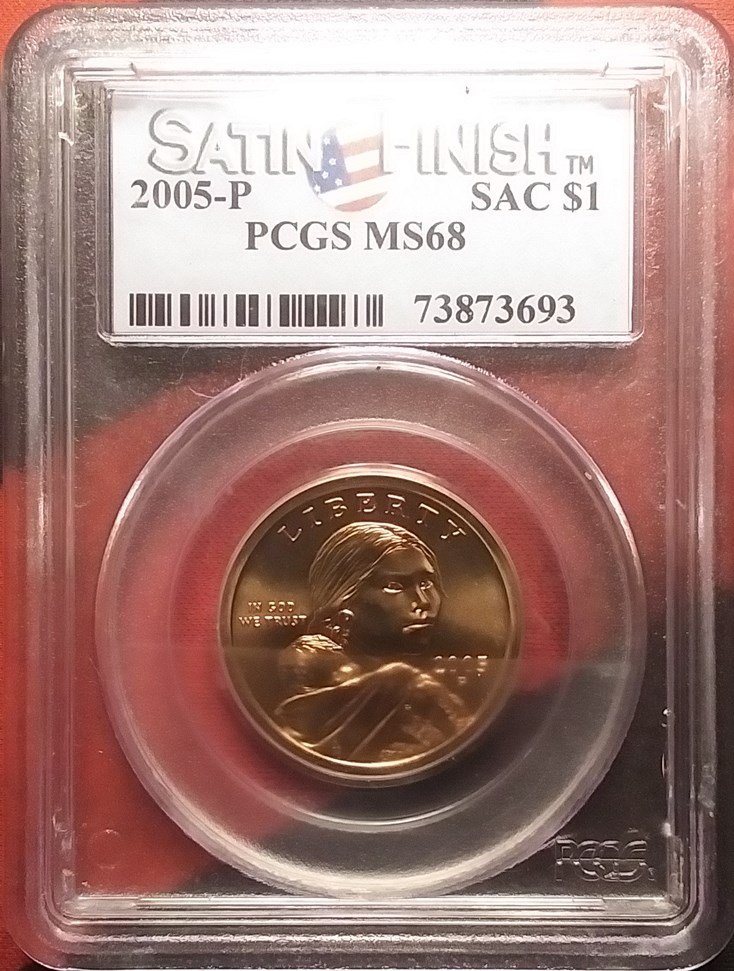 SATIN FINISH™
2005-P SAC $1
PCGS MS68
73873693
LIBERTY
IN GOD
WE TRUST
2005
P
PCGS